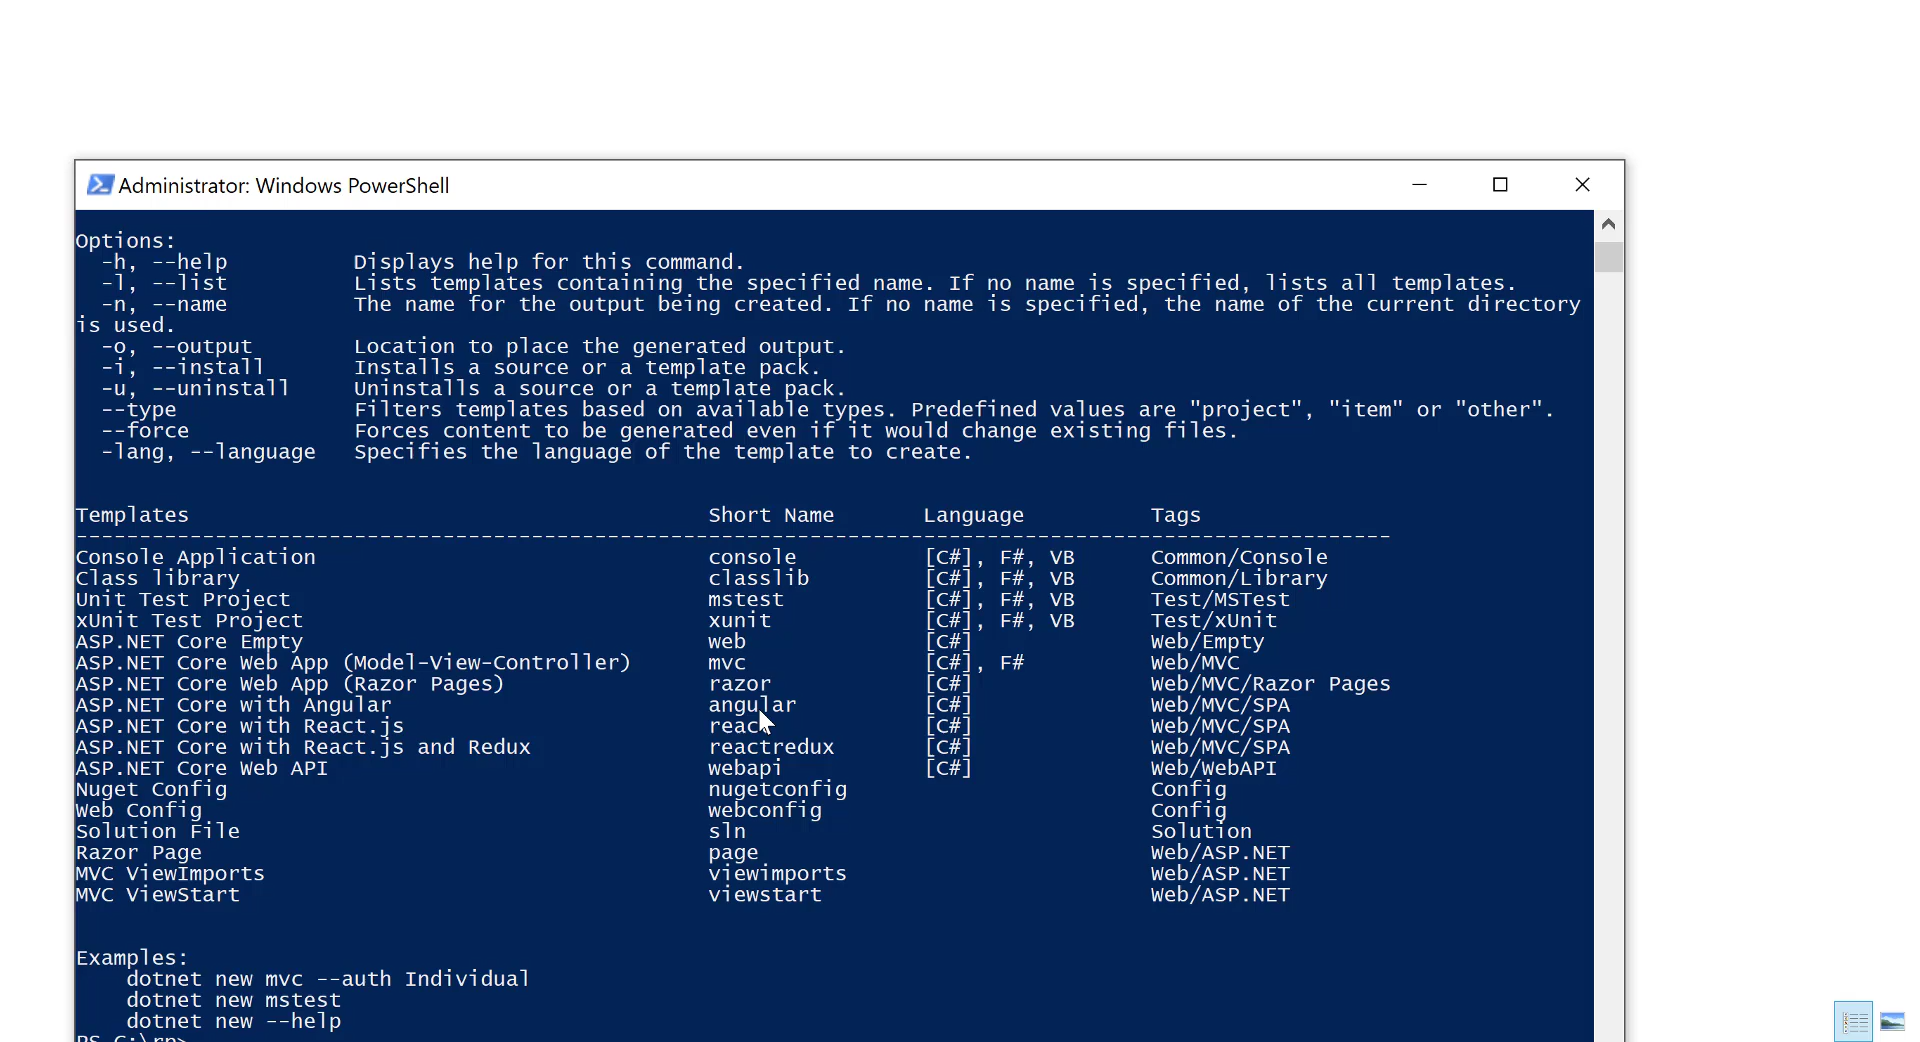 Administrator: Windows PowerShell
Options:
  -h, --help          Displays help for this command.
  -l, --list          Lists templates containing the specified name. If no name is specified, lists all templates.
  -n, --name          The name for the output being created. If no name is specified, the name of the current directory
is used.
  -o, --output        Location to place the generated output.
  -i, --install       Installs a source or a template pack.
  -u, --uninstall     Uninstalls a source or a template pack.
  --type              Filters templates based on available types. Predefined values are "project", "item" or "other".
  --force             Forces content to be generated even if it would change existing files.
  -lang, --language   Specifies the language of the template to create.
Templates                                         Short Name       Language          Tags
--------------------------------------------------------------------------------------------------------
Console Application                               console          [C#], F#, VB      Common/Console
Class library                                     classlib         [C#], F#, VB      Common/Library
Unit Test Project                                 mstest           [C#], F#, VB      Test/MSTest
xUnit Test Project                                xunit            [C#], F#, VB      Test/xUnit
ASP.NET Core Empty                                web              [C#]              Web/Empty
ASP.NET Core Web App (Model-View-Controller)      mvc              [C#], F#          Web/MVC
ASP.NET Core Web App (Razor Pages)                razor            [C#]              Web/MVC/Razor Pages
ASP.NET Core with Angular                         angular          [C#]              Web/MVC/SPA
ASP.NET Core with React.js                        react            [C#]              Web/MVC/SPA
ASP.NET Core with React.js and Redux              reactredux       [C#]              Web/MVC/SPA
ASP.NET Core Web API                              webapi           [C#]              Web/WebAPI
Nuget Config                                      nugetconfig                        Config
Web Config                                        webconfig                          Config
Solution File                                     sln                                Solution
Razor Page                                        page                               Web/ASP.NET
MVC ViewImports                                   viewimports                        Web/ASP.NET
MVC ViewStart                                     viewstart                          Web/ASP.NET
Examples:
    dotnet new mvc --auth Individual
    dotnet new mstest
    dotnet new --help
PS C:\rp>